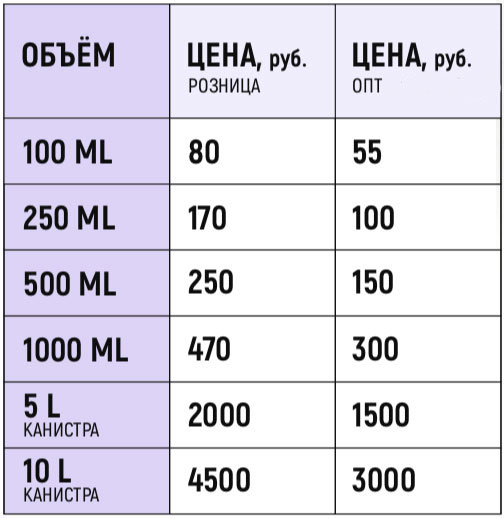 ОБЪЁМ ЦЕНА, руб. ЦЕНА, руб.
РОЗНИЦА ОПТ
100 ML 80 55
250 ML 170 100
500 ML 250 150
1000 ML 470 300
5 L 2000 1500
КАНИСТРА
10 L 4500 3000
КАНИСТРА